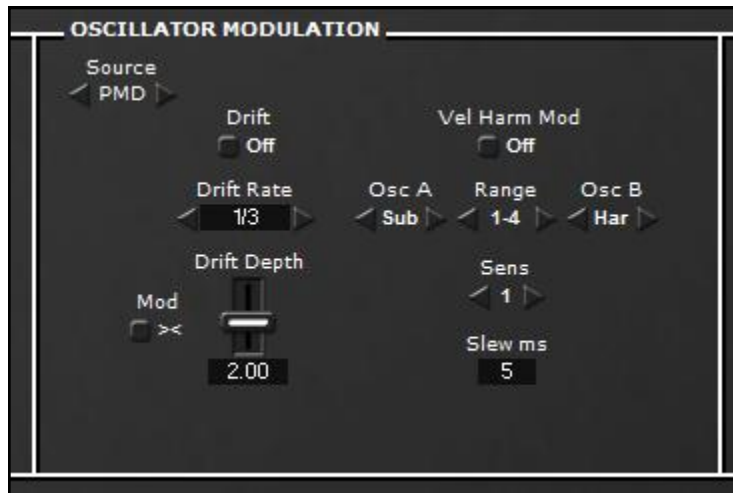 OSCILLATOR MODULATION
Source
PMD
Drift
Vel Harm Mod
Off
Off
Drift Rate
Osc A
Range
Osc B
1/3
Sub
1-4
Har
Drift Depth
Sens
1
Mod
><
Slew ms
2.00
5